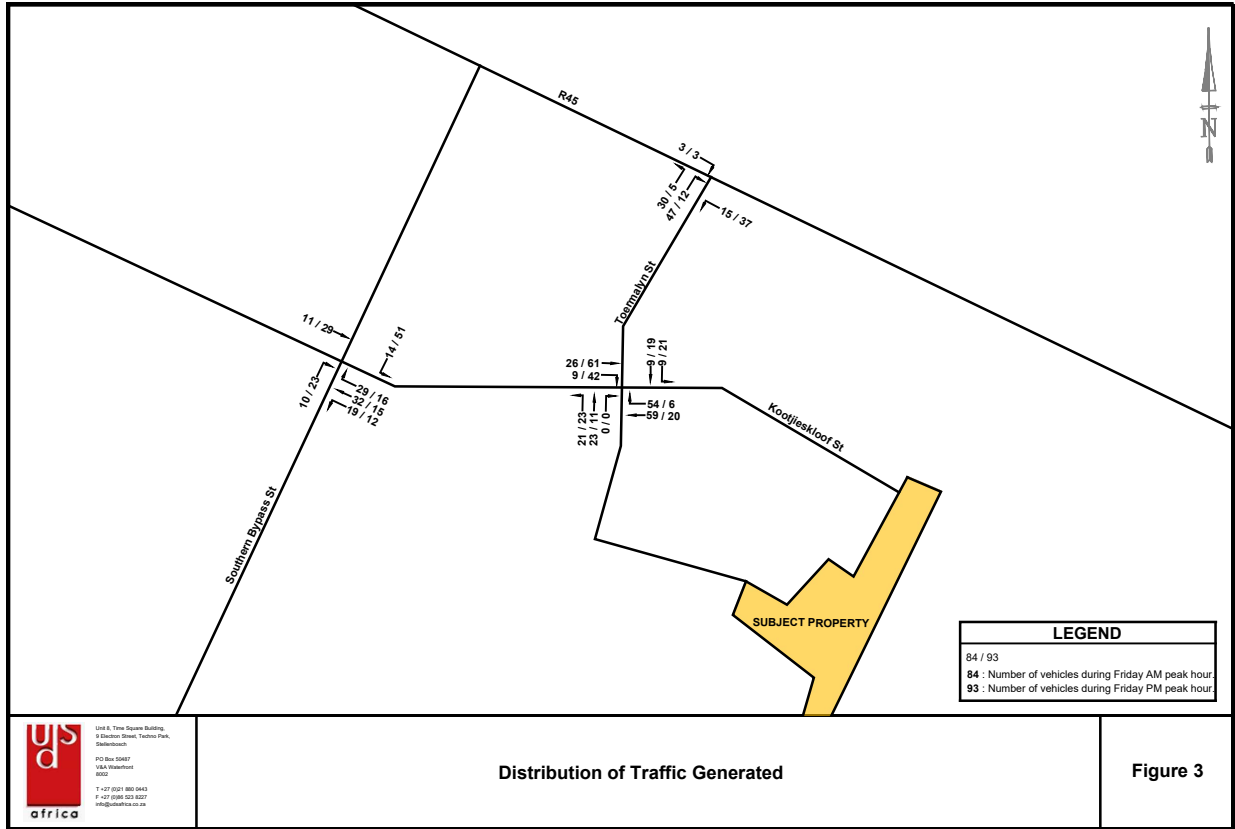 R45
N
3 / 3
30 / 5
47 / 12
15 / 37
Toermalyn St
11 / 29
14 / 51
10 / 23
29 / 16
32 / 15
19 / 12
26 / 61
9 / 42
9 / 19
9 / 21
21 / 23
23 / 11
0 / 0
54 / 6
59 / 20
Kootjieskloof St
Southern Bypass St
SUBJECT PROPERTY
LEGEND
84 / 93
84 : Number of vehicles during Friday AM peak hour.
93 : Number of vehicles during Friday PM peak hour.
uds
africa
Unit 8, Time Square Building,
9 Electron Street, Techno Park,
Stellenbosch
PO Box 50487
V&A Waterfront
8002
T +27 (0)21 880 0443
F +27 (0)86 523 8227
info@udsafrica.co.za
Distribution of Traffic Generated
Figure 3